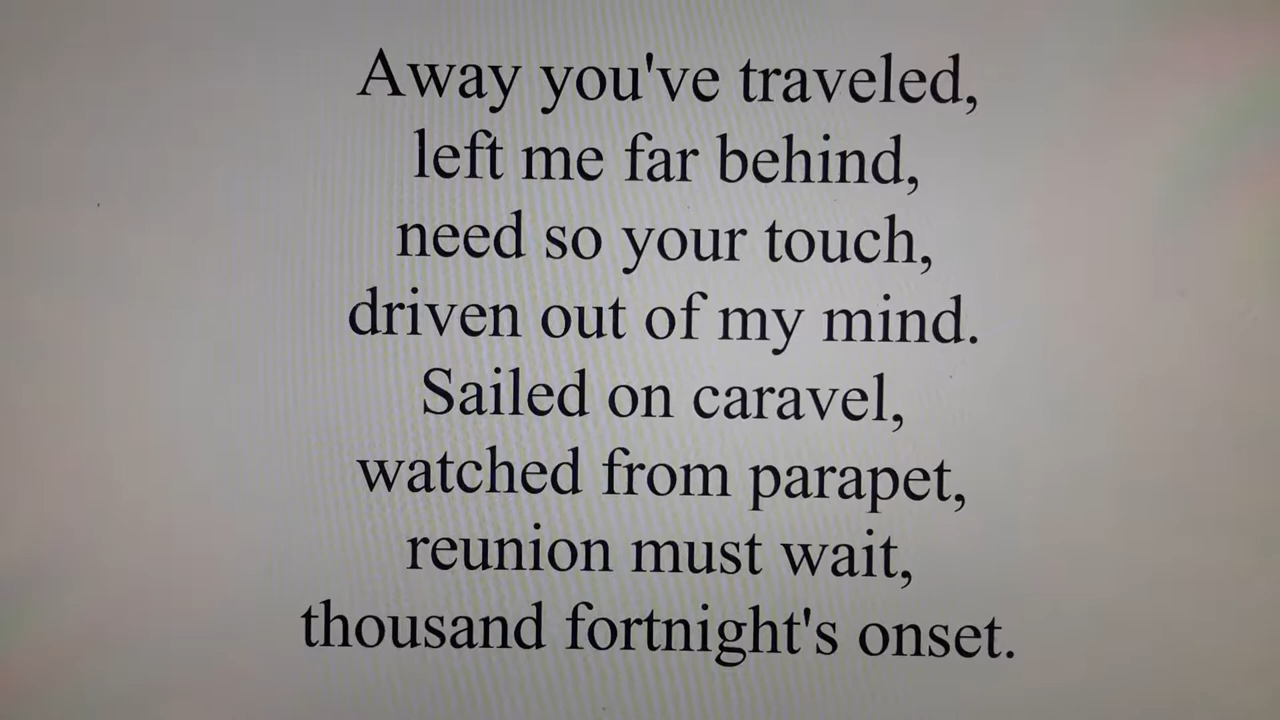 Away you've traveled,
left me far behind,
need so your touch,
driven out of my mind.
Sailed on caravel,
watched from parapet,
reunion must wait,
thousand fortnight's onset.